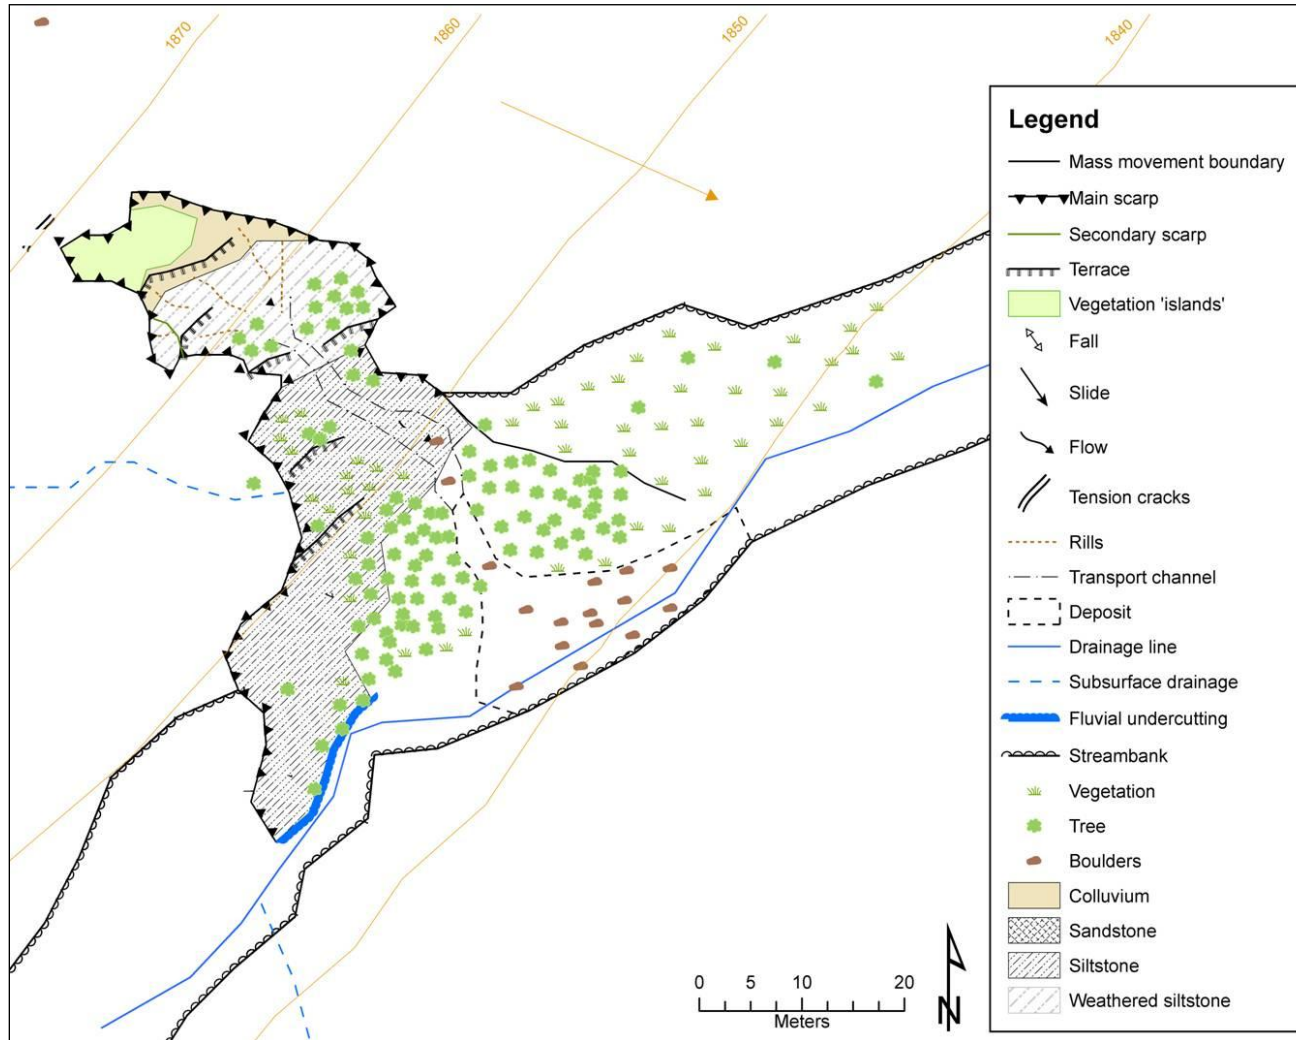 1870
1860
1850
1840
Legend
Mass movement boundary
Main scarp
Secondary scarp
Terrace
Vegetation 'islands'
Fall
Slide
Flow
Tension cracks
Rills
Transport channel
Deposit
Drainage line
Subsurface drainage
Fluvial undercutting
Streambank
Vegetation
Tree
Boulders
Colluvium
Sandstone
Siltstone
Weathered siltstone
0 5 10 20
Meters
N